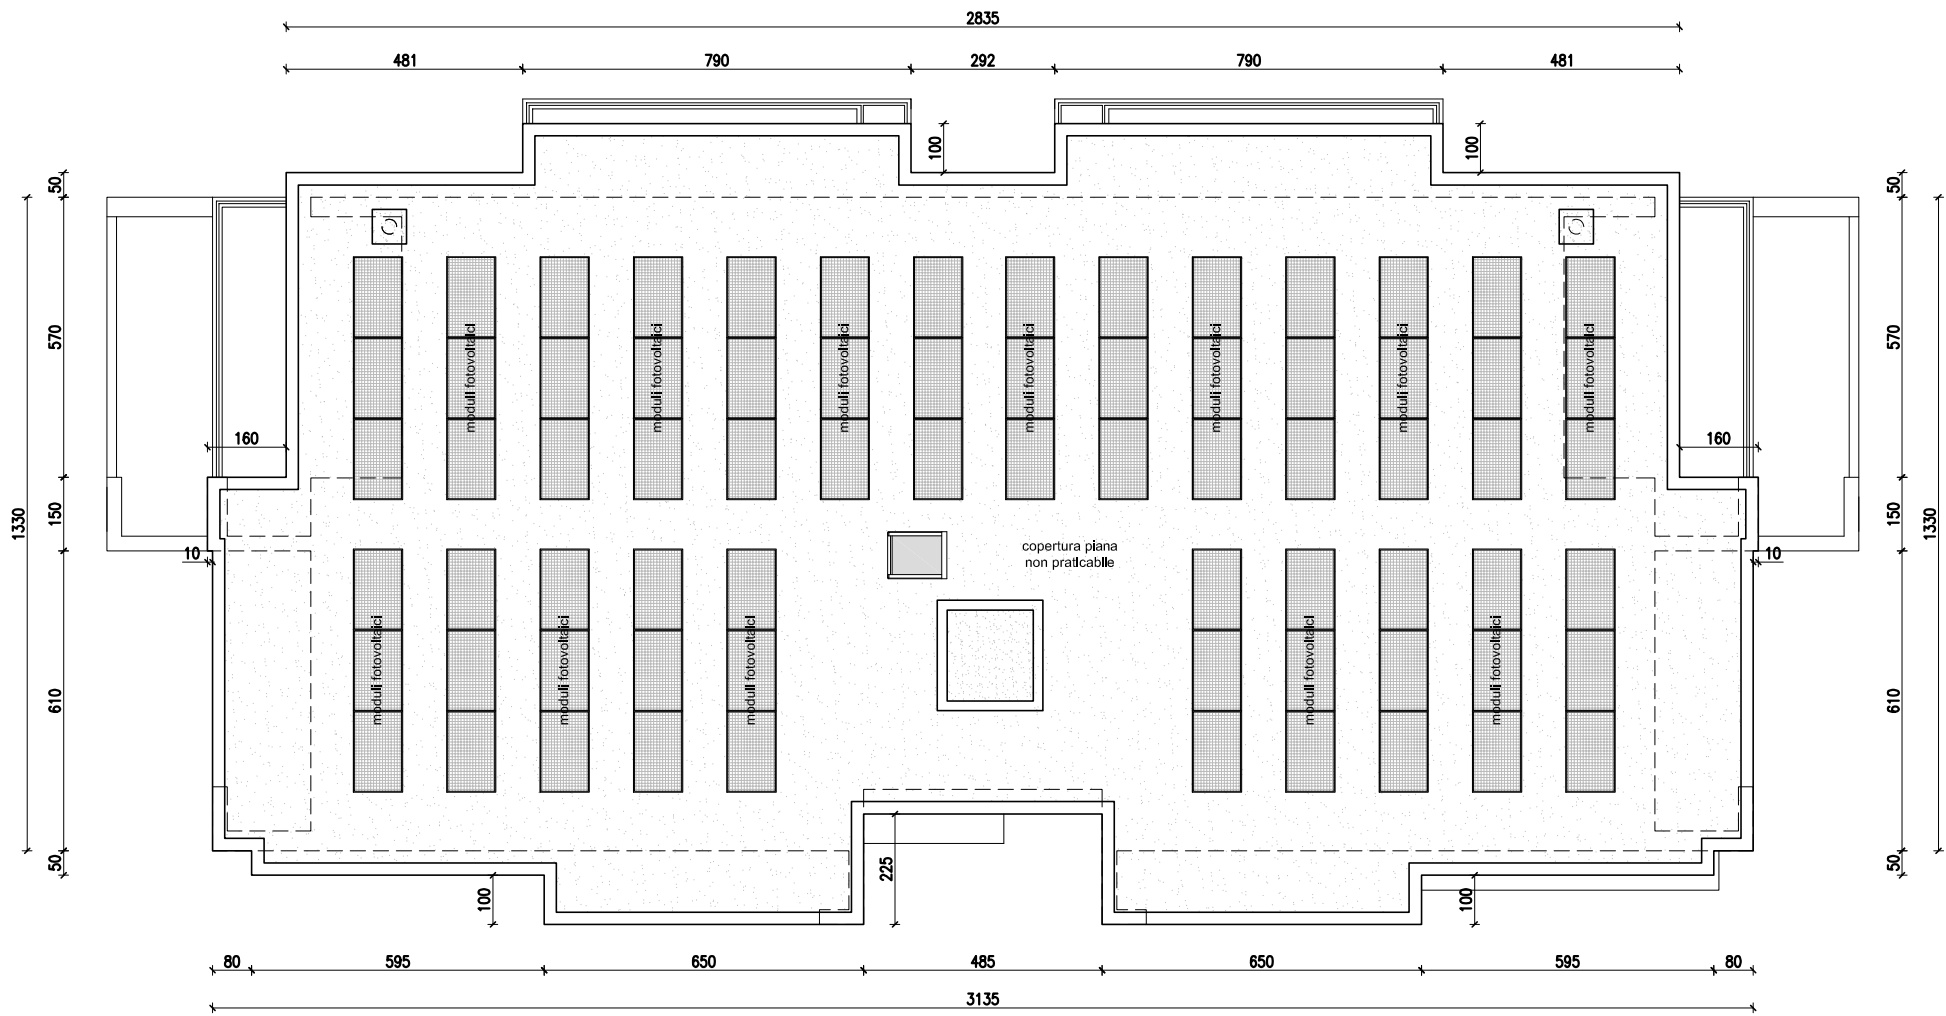 2835
481
790
292
790
481
100
100
50
50
570
570
1330
1330
moduli fotovoltaici
moduli fotovoltaici
moduli fotovoltaici
moduli fotovoltaici
moduli fotovoltaici
moduli fotovoltaici
moduli fotovoltaici
160
160
150
150
10
10
copertura piana
non praticabile
moduli fotovoltaici
moduli fotovoltaici
moduli fotovoltaici
moduli fotovoltaici
moduli fotovoltaici
610
610
50
50
225
100
100
80
595
650
485
650
595
80
3135